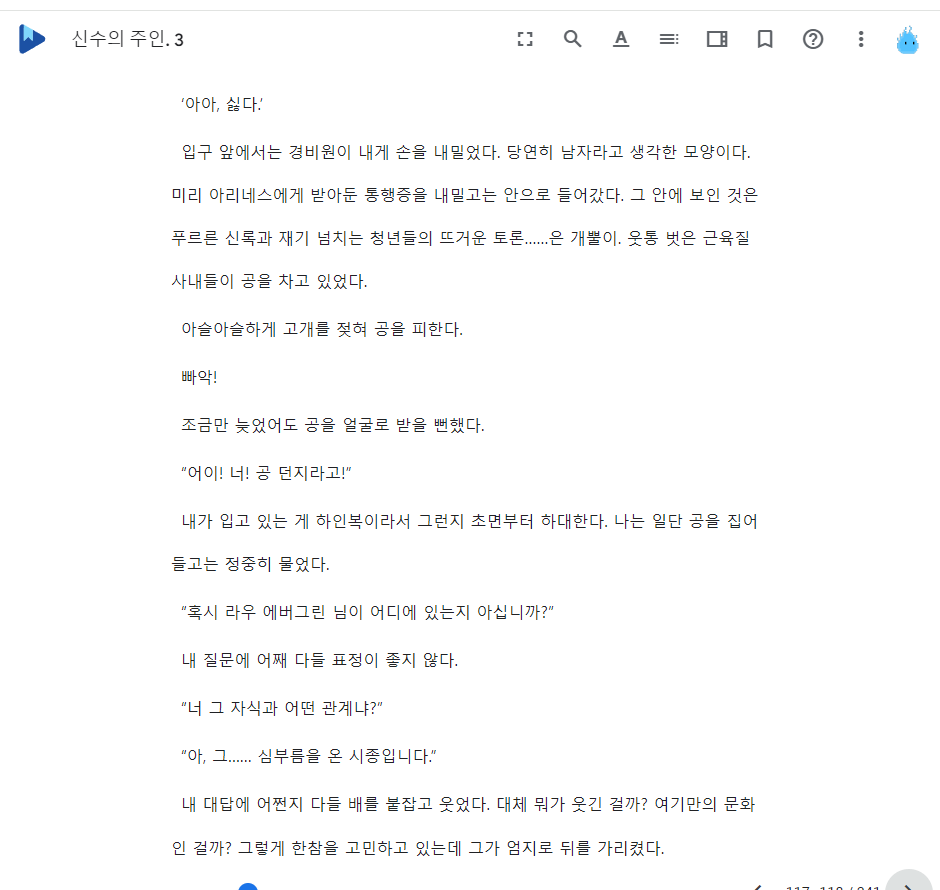 신수의 주인. 3
‘아아, 싫다.’
입구 앞에서는 경비원이 내게 손을 내밀었다. 당연히 남자라고 생각한 모양이다.
미리 아리네스에게 받아둔 통행증을 내밀고는 안으로 들어갔다. 그 안에 보인 것은
푸르른 신록과 재기 넘치는 청년들의 뜨거운 토론……은 개뿔이. 웃통 벗은 근육질
사내들이 공을 차고 있었다.
아슬아슬하게 고개를 젖혀 공을 피한다.
빠악!
조금만 늦었어도 공을 얼굴로 받을 뻔했다.
“어이! 너! 공 던지라고!”
내가 입고 있는 게 하인복이라서 그런지 초면부터 하대한다. 나는 일단 공을 집어
들고는 정중히 물었다.
“혹시 라우 에버그린 님이 어디에 있는지 아십니까?”
내 질문에 어째 다들 표정이 좋지 않다.
“너 그 자식과 어떤 관계냐?”
“아, 그…… 심부름을 온 시종입니다.”
내 대답에 어쩐지 다들 배를 붙잡고 웃었다. 대체 뭐가 웃긴 걸까? 여기만의 문화
인 걸까? 그렇게 한참을 고민하고 있는데 그가 엄지로 뒤를 가리켰다.